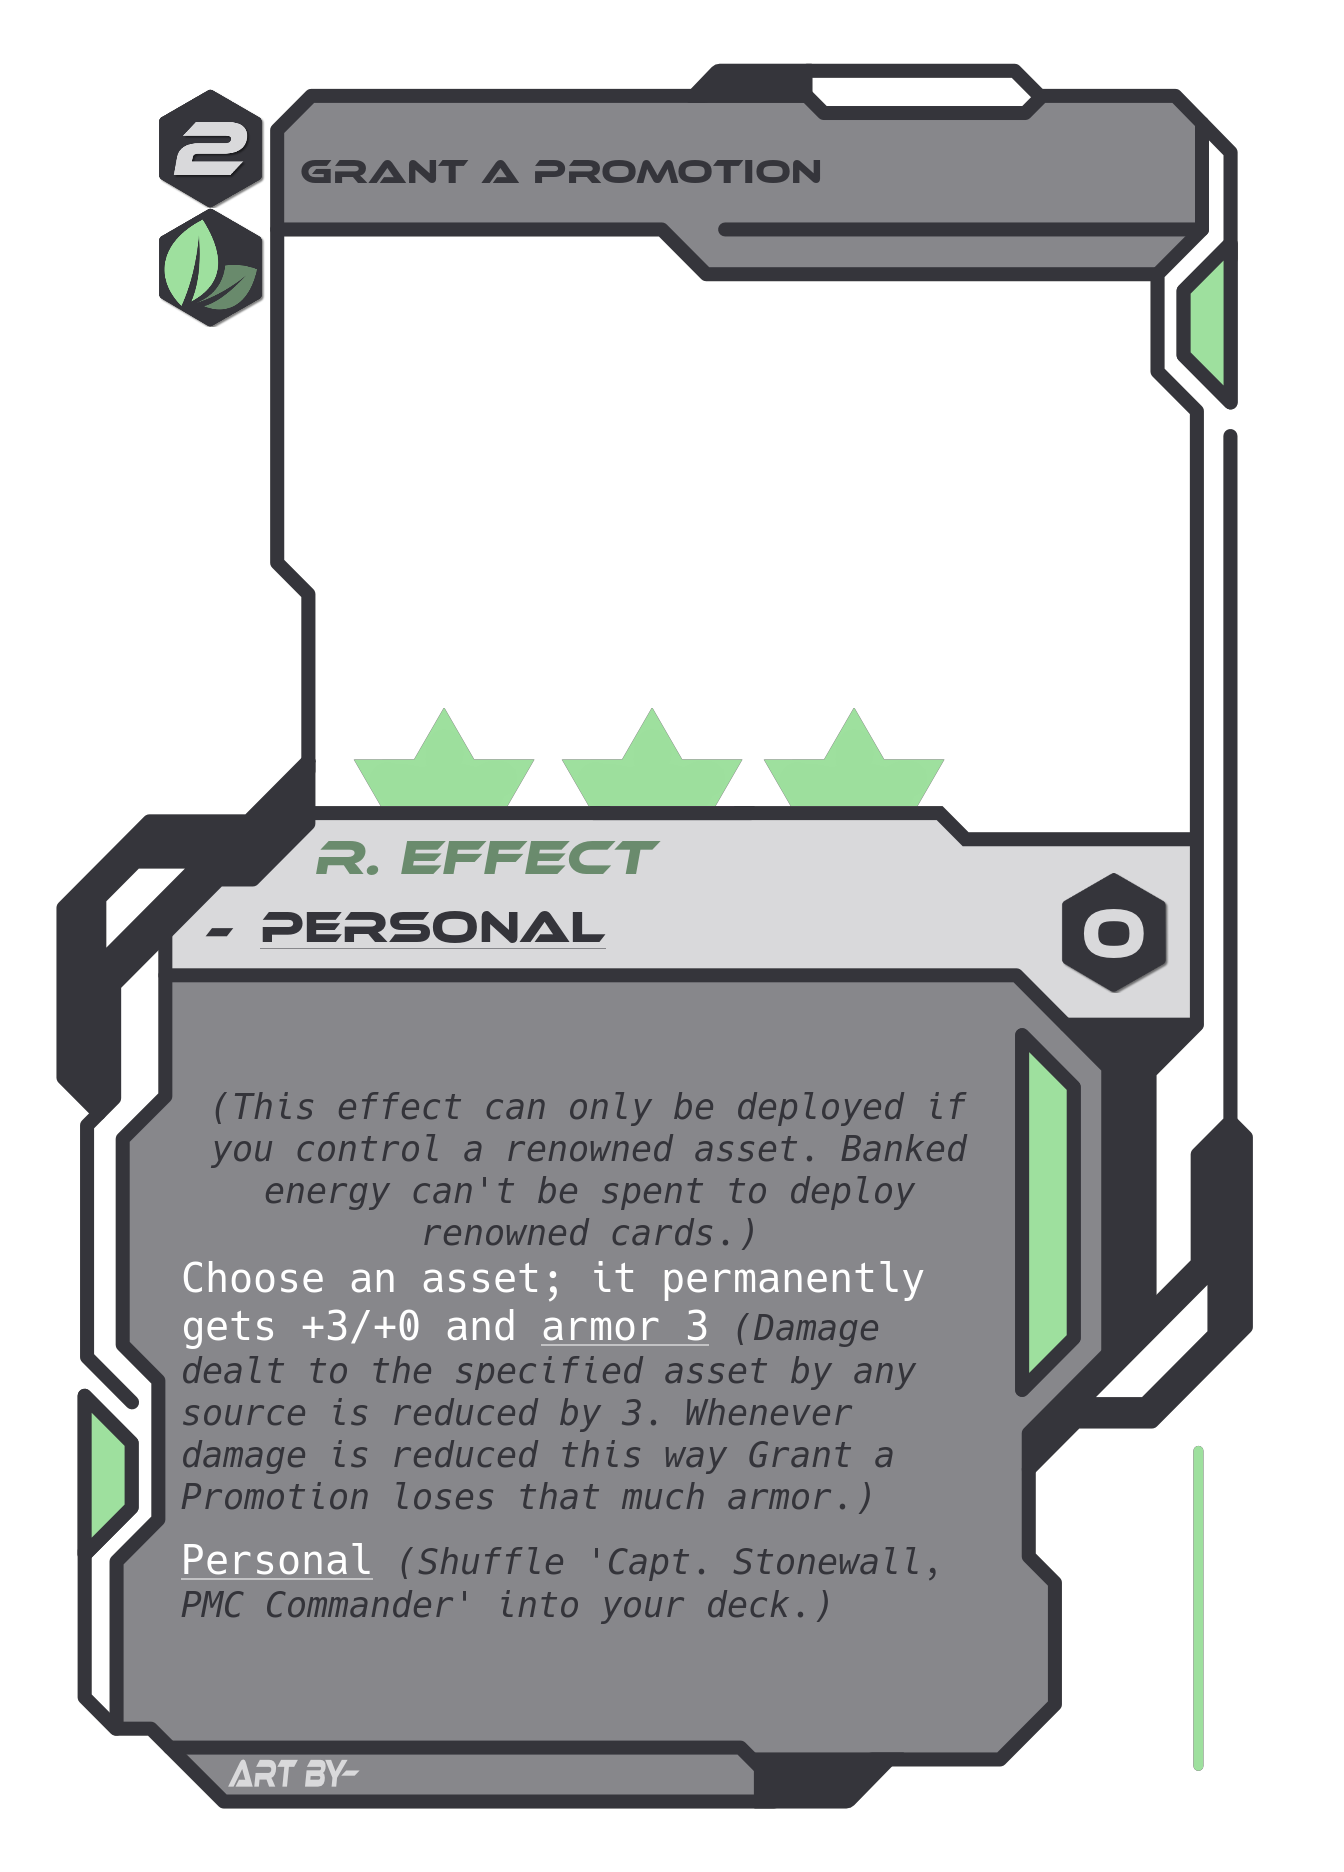 2
GRANT A PROMOTION
R. EFFECT
- PERSONAL
0
(This effect can only be deployed if
you control a renowned asset. Banked
energy can't be spent to deploy
renowned cards.)
Choose an asset; it permanently
gets +3/+0 and armor 3 (Damage
dealt to the specified asset by any
source is reduced by 3. Whenever
damage is reduced this way Grant a
Promotion loses that much armor.)
Personal (Shuffle 'Capt. Stonewall,
PMC Commander' into your deck.)
ART BY-